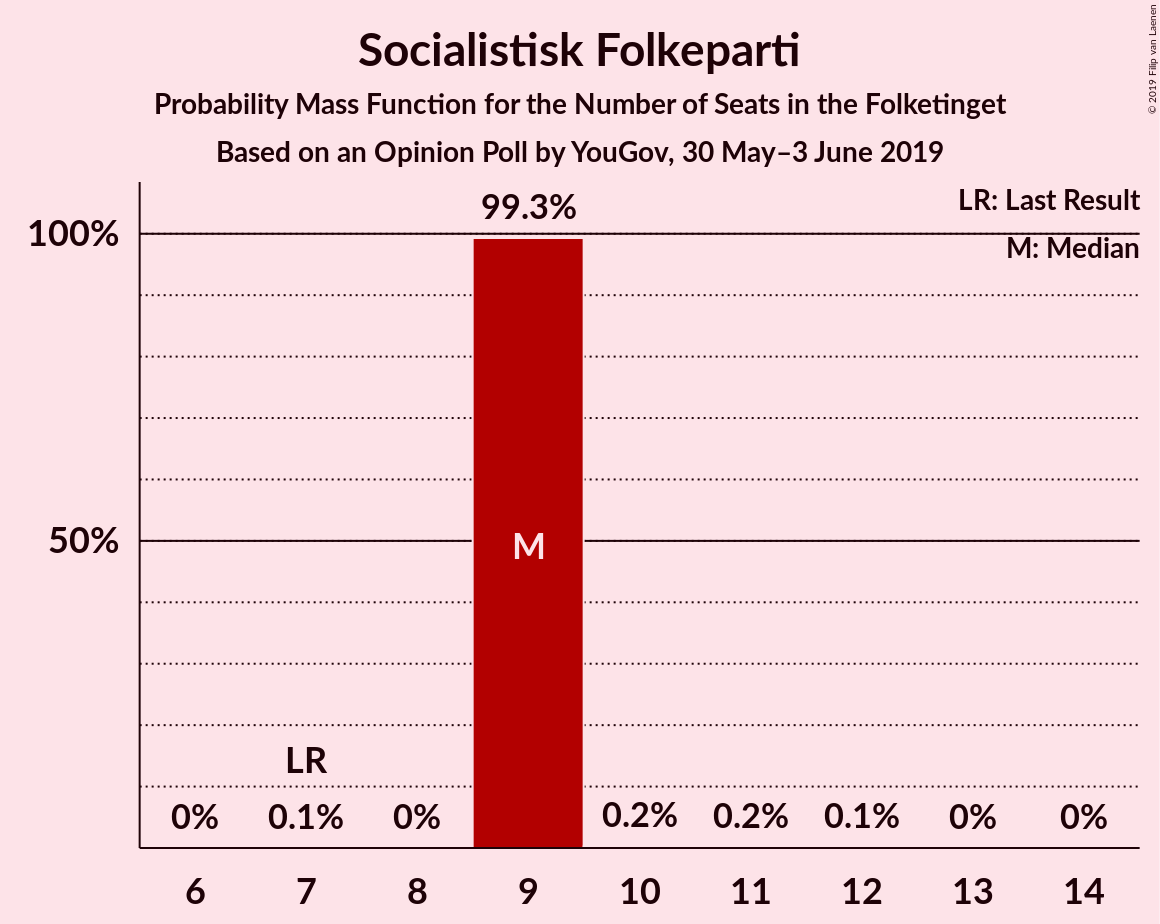 Socialistisk Folkeparti
Probability Mass Function for the Number of Seats in the Folketinget
Based on an Opinion Poll by YouGov, 30 May–3 June 2019
© 2019 Filip van Laenen
LR: Last Result
M: Median
99.3%
100%
50%
M
LR
0% 0.1% 0% 0.2% 0.2% 0.1% 0% 0%
6 7 8 9 10 11 12 13 14